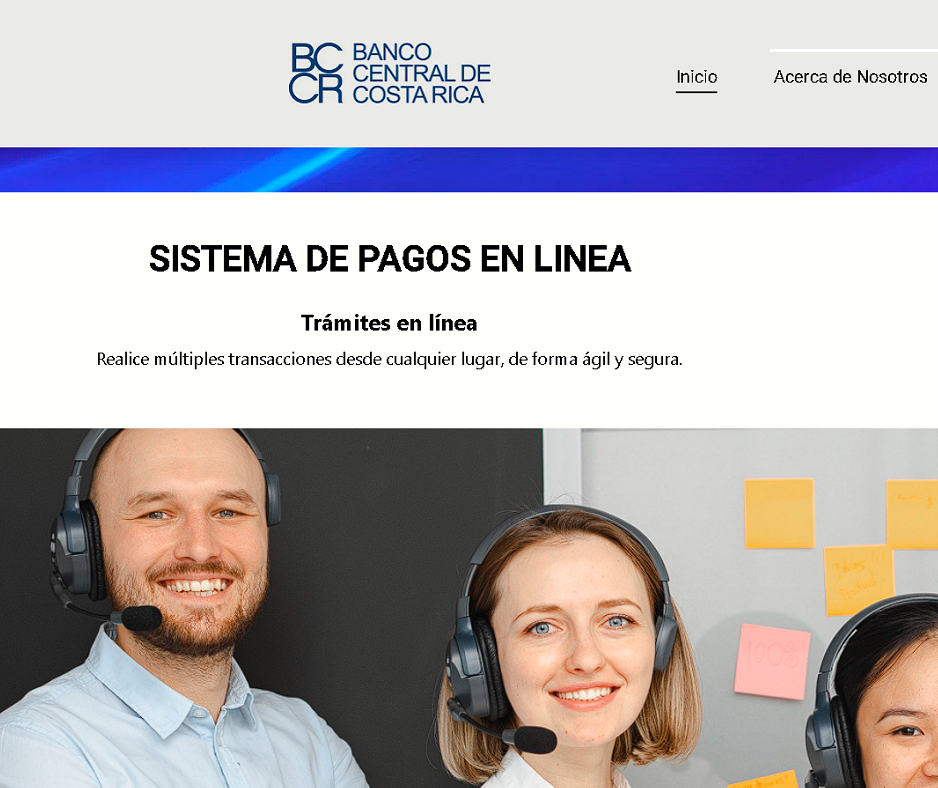 BC
CR
BANCO
CENTRAL DE
COSTA RICA
Inicio
Acerca de Nosotros
SISTEMA DE PAGOS EN LINEA
Trámites en línea
Realice múltiples transacciones desde cualquier lugar, de forma ágil y segura.
100%